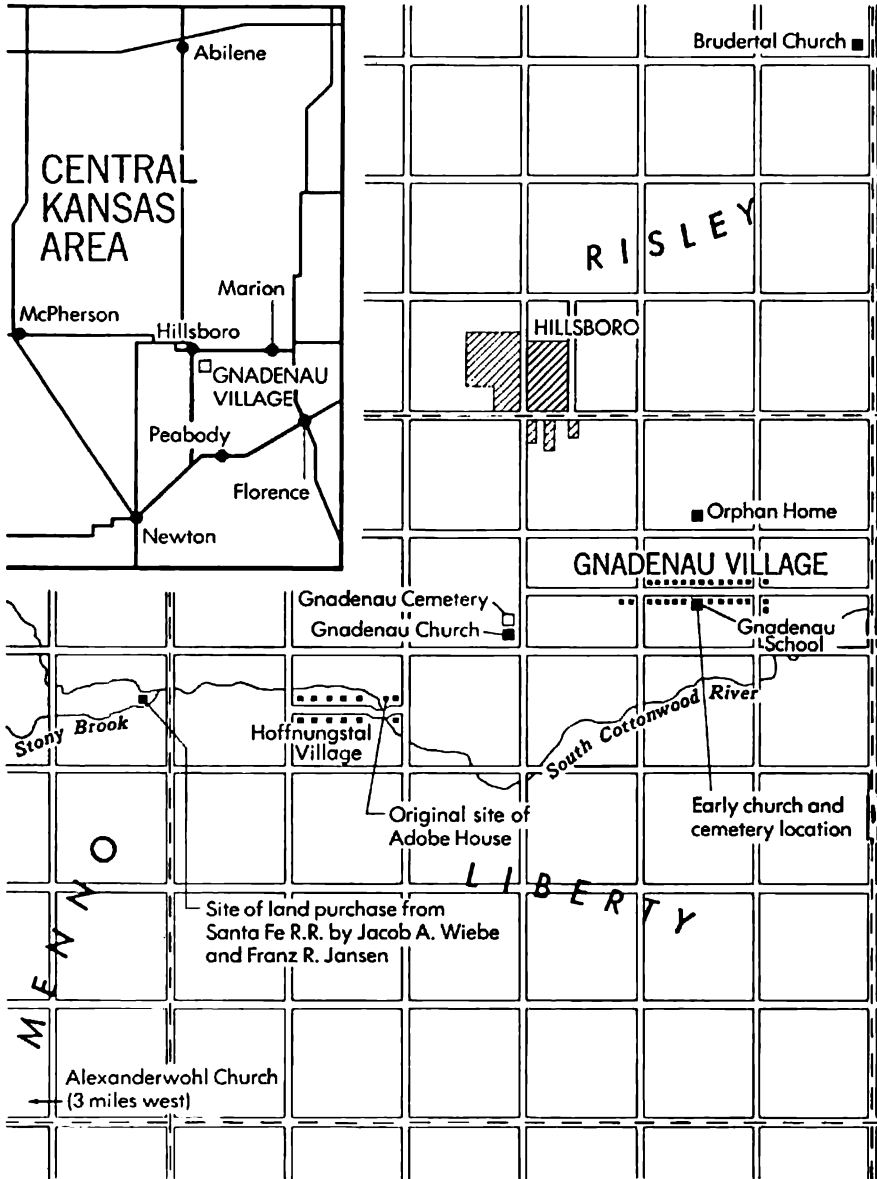 Abilene
CENTRAL
KANSAS
AREA
McPherson
Marion
Hillsboro
GNADENAU
VILLAGE
Peabody
Florence
Newton
Brudertal Church
RISLEY
HILLSBORO
Orphan Home
GNADENAU VILLAGE
Gnadenau Cemetery
Gnadenau Church
Gnadenau
School
Stony Brook
Hoffnungstal
Village
South Cottonwood River
Original site of
Adobe House
Early church and
cemetery location
MENNO
LIBERTY
Site of land purchase from
Santa Fe R.R. by Jacob A. Wiebe
and Franz R. Jansen
Alexanderwohl Church
(3 miles west)